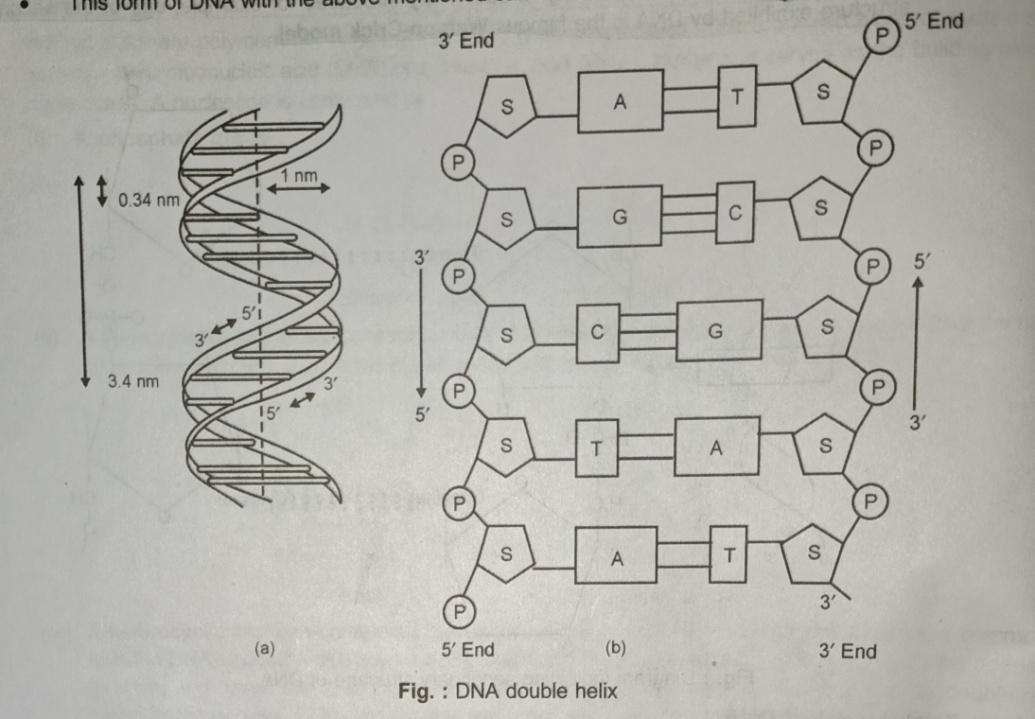 This form of DNA with the above mentioned
3′ End
5′ End
P
S A T S
P P
1 nm
0.34 nm
S G C S
3′
P P
5′
5′
3′
S C G S
3.4 nm
3′
5′
P P
5′
3′
S T A S
P P
S A T S
3′
P
(a)
5′ End
(b)
3′ End
Fig. : DNA double helix